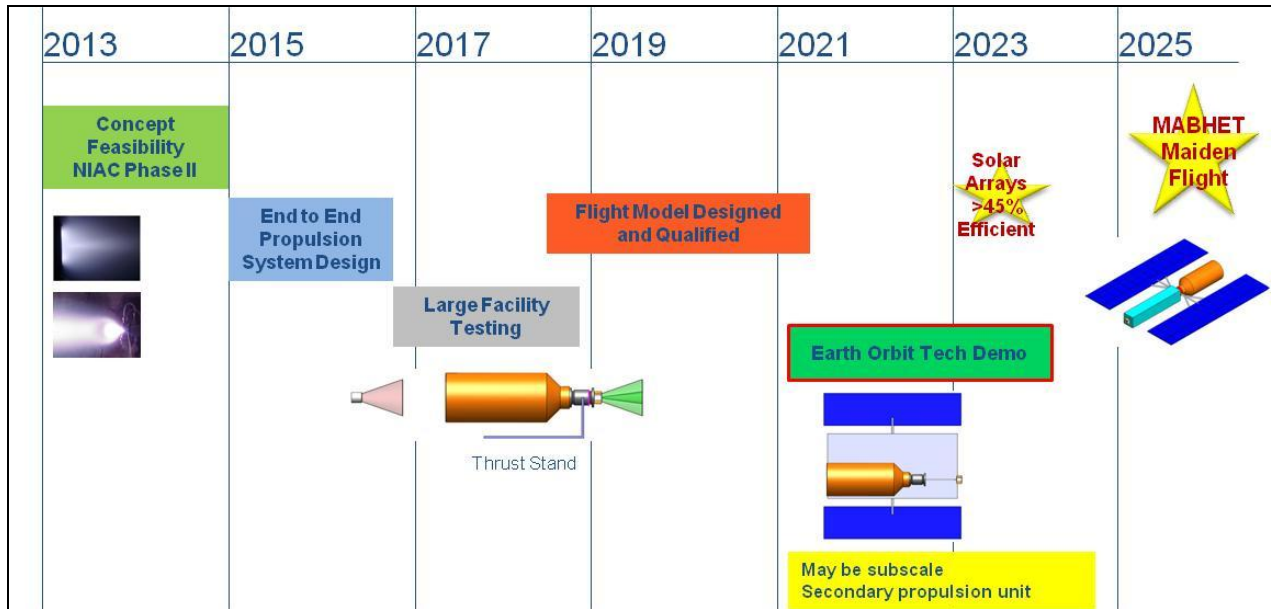 2013 2015 2017 2019 2021 2023 2025
Concept
Feasibility
NIAC Phase II
End to End
Propulsion
System Design
Large Facility
Testing
Thrust Stand
Flight Model Designed
and Qualified
Earth Orbit Tech Demo
May be subscale
Secondary propulsion unit
Solar
Arrays
>45%
Efficient
MABHET
Maiden
Flight